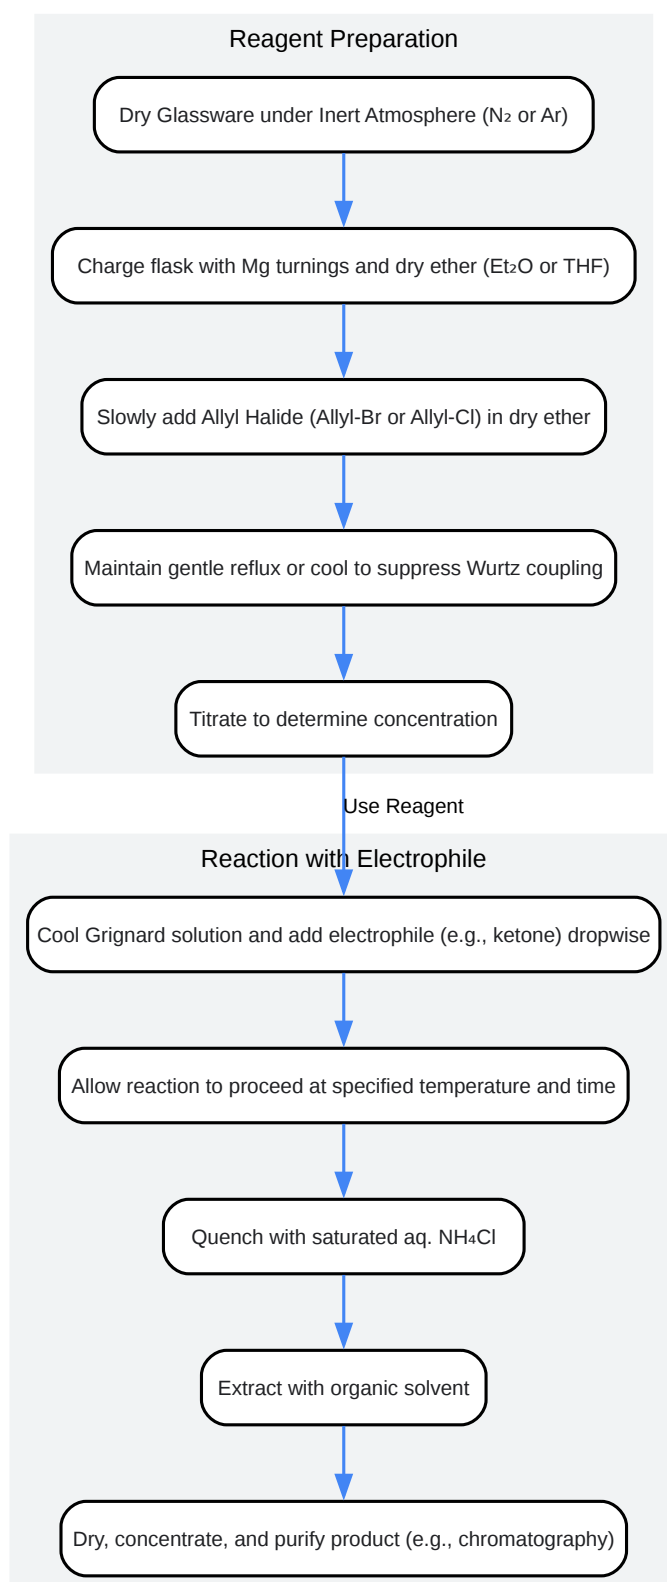 Reagent Preparation
Dry Glassware under Inert Atmosphere (N₂ or Ar)
Charge flask with Mg turnings and dry ether (Et₂O or THF)
Slowly add Allyl Halide (Allyl-Br or Allyl-Cl) in dry ether
Maintain gentle reflux or cool to suppress Wurtz coupling
Titrate to determine concentration
Use Reagent
Reaction with Electrophile
Cool Grignard solution and add electrophile (e.g., ketone) dropwise
Allow reaction to proceed at specified temperature and time
Quench with saturated aq. NH₄Cl
Extract with organic solvent
Dry, concentrate, and purify product (e.g., chromatography)